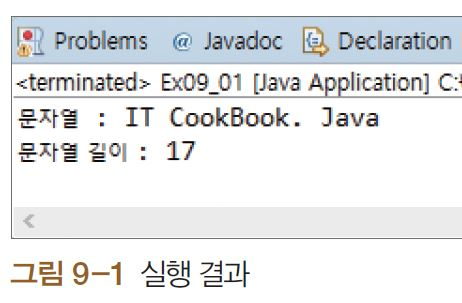 Problems @ Javadoc Declaration
<terminated> Ex09_01 [Java Application] C:
문자열 : IT CookBook. Java
문자열 길이 : 17
그림 9-1 실행 결과